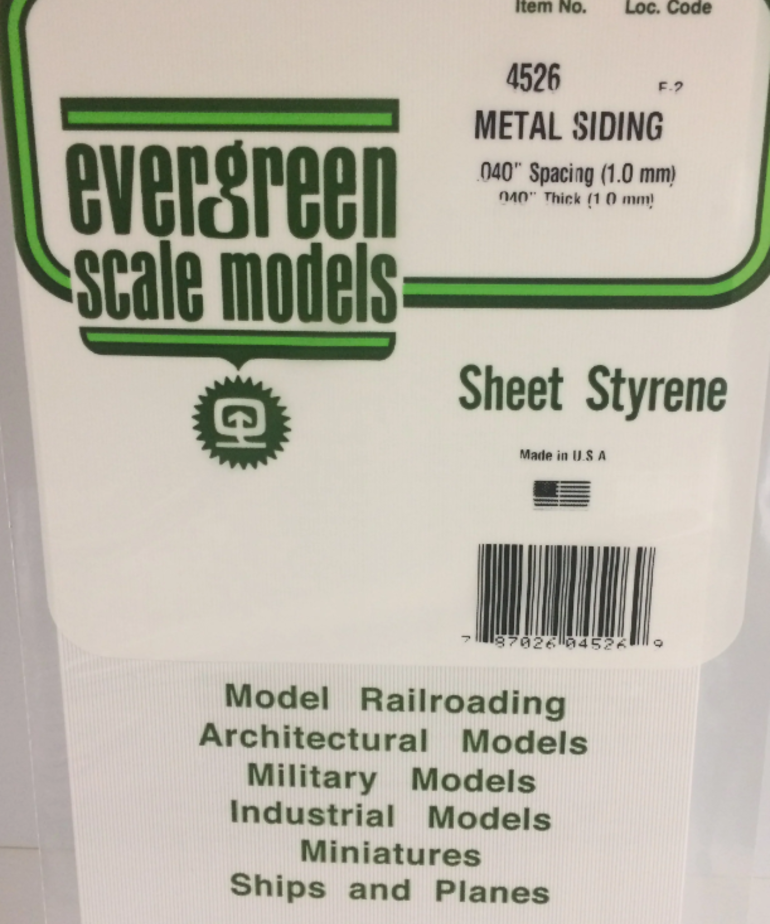 Item No. Loc. Code
4526 F-2
METAL SIDING
.040" Spacing (1.0 mm)
.040" Thick (1.0 mm)
evergreen
scale models
Sheet Styrene
Made in U.S.A
7 87026 04526 9
Model Railroading
Architectural Models
Military Models
Industrial Models
Miniatures
Ships and Planes